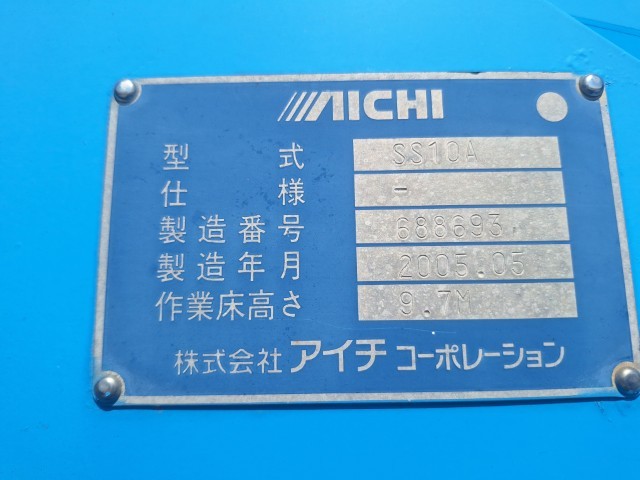 AICHI
型式 SS10A
仕様 -
製造番号 688693
製造年月 2005.05
作業床高さ 9.7M
株式会社 アイチ コーポレーション